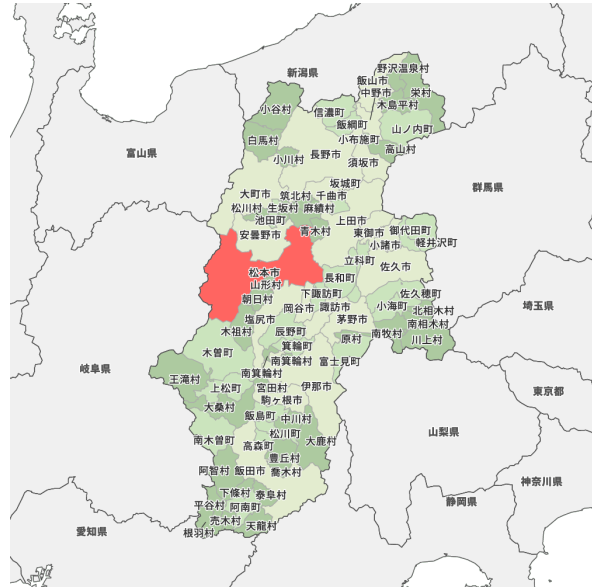 新潟県
野沢温泉村
飯山市
中野市
栄村
木島平村
小谷村
信濃町
飯綱町
山ノ内町
白馬村
小布施町
高山村
長野市
小川村
須坂市
富山県
群馬県
坂城町
大町市
筑北村
千曲市
松川村
生坂村
麻績村
池田町
上田市
青木村
東御市
御代田町
安曇野市
小諸市
軽井沢町
立科町
佐久市
松本市
長和町
山形村
下諏訪町
佐久穂町
朝日村
岡谷市
諏訪市
小海町
北相木村
埼玉県
塩尻市
茅野市
南相木村
木祖村
辰野町
原村
南牧村
川上村
箕輪町
木曽町
南箕輪村
富士見町
岐阜県
南箕輪村
王滝村
上松町
宮田村
伊那市
東京都
駒ヶ根市
大桑村
飯島町
中川村
山梨県
南木曽町
松川町
大鹿村
高森町
豊丘村
阿智村
飯田市
喬木村
神奈川県
下條村
泰阜村
静岡県
平谷村
阿南町
売木村
天龍村
愛知県
根羽村